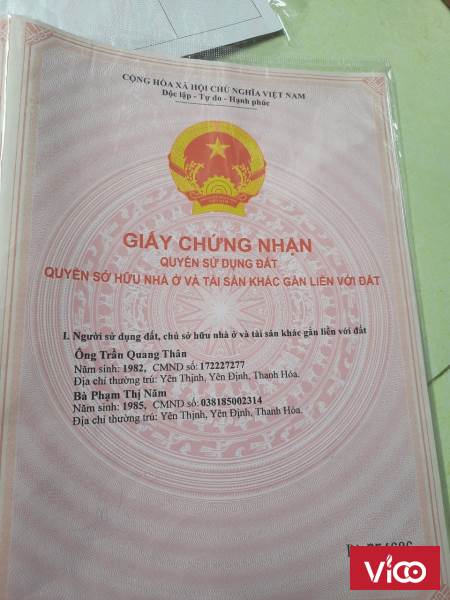 CỘNG HÒA XÃ HỘI CHỦ NGHĨA VIỆT NAM
Độc lập - Tự do - Hạnh phúc
GIẤY CHỨNG NHẬN
QUYỀN SỬ DỤNG ĐẤT
QUYỀN SỞ HỮU NHÀ Ở VÀ TÀI SẢN KHÁC GẮN LIỀN VỚI ĐẤT
I. Người sử dụng đất, chủ sở hữu nhà ở và tài sản khác gắn liền với đất
Ông Trần Quang Thân
Năm sinh: 1982, CMND số: 172227277
Địa chỉ thường trú: Yên Thịnh, Yên Định, Thanh Hóa.
Bà Phạm Thị Năm
Năm sinh: 1985, CMND số: 038185002314
Địa chỉ thường trú: Yên Thịnh, Yên Định, Thanh Hóa.
VICO